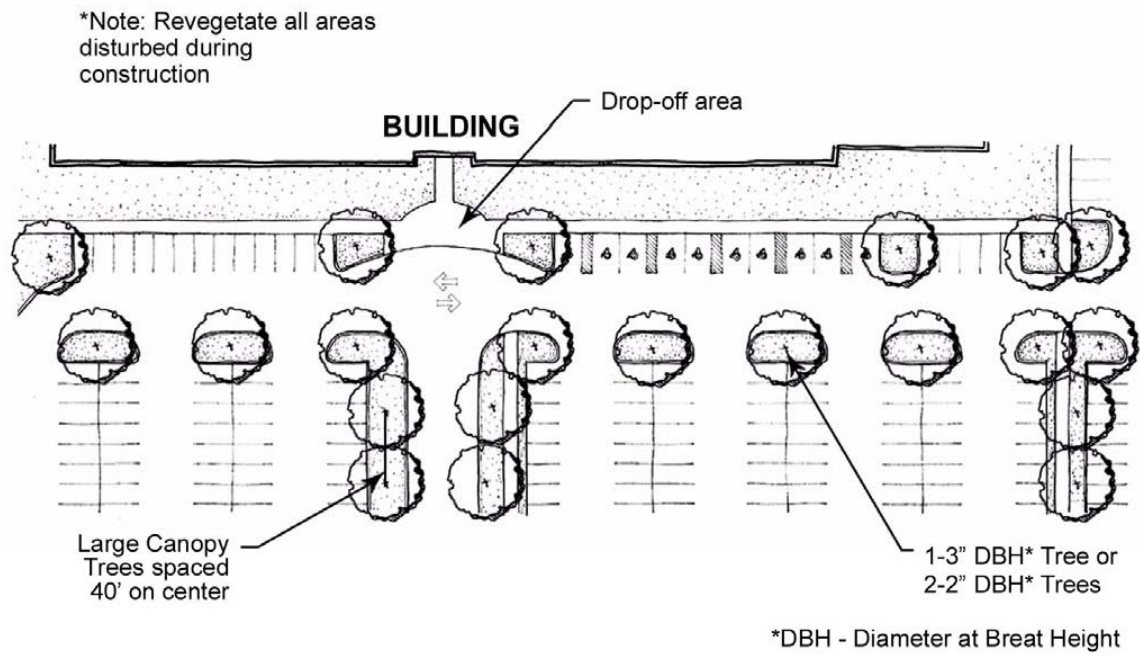 *Note: Revegetate all areas
disturbed during
construction
Drop-off area
BUILDING
Large Canopy
Trees spaced
40' on center
1-3" DBH* Tree or
2-2" DBH* Trees
*DBH - Diameter at Breat Height